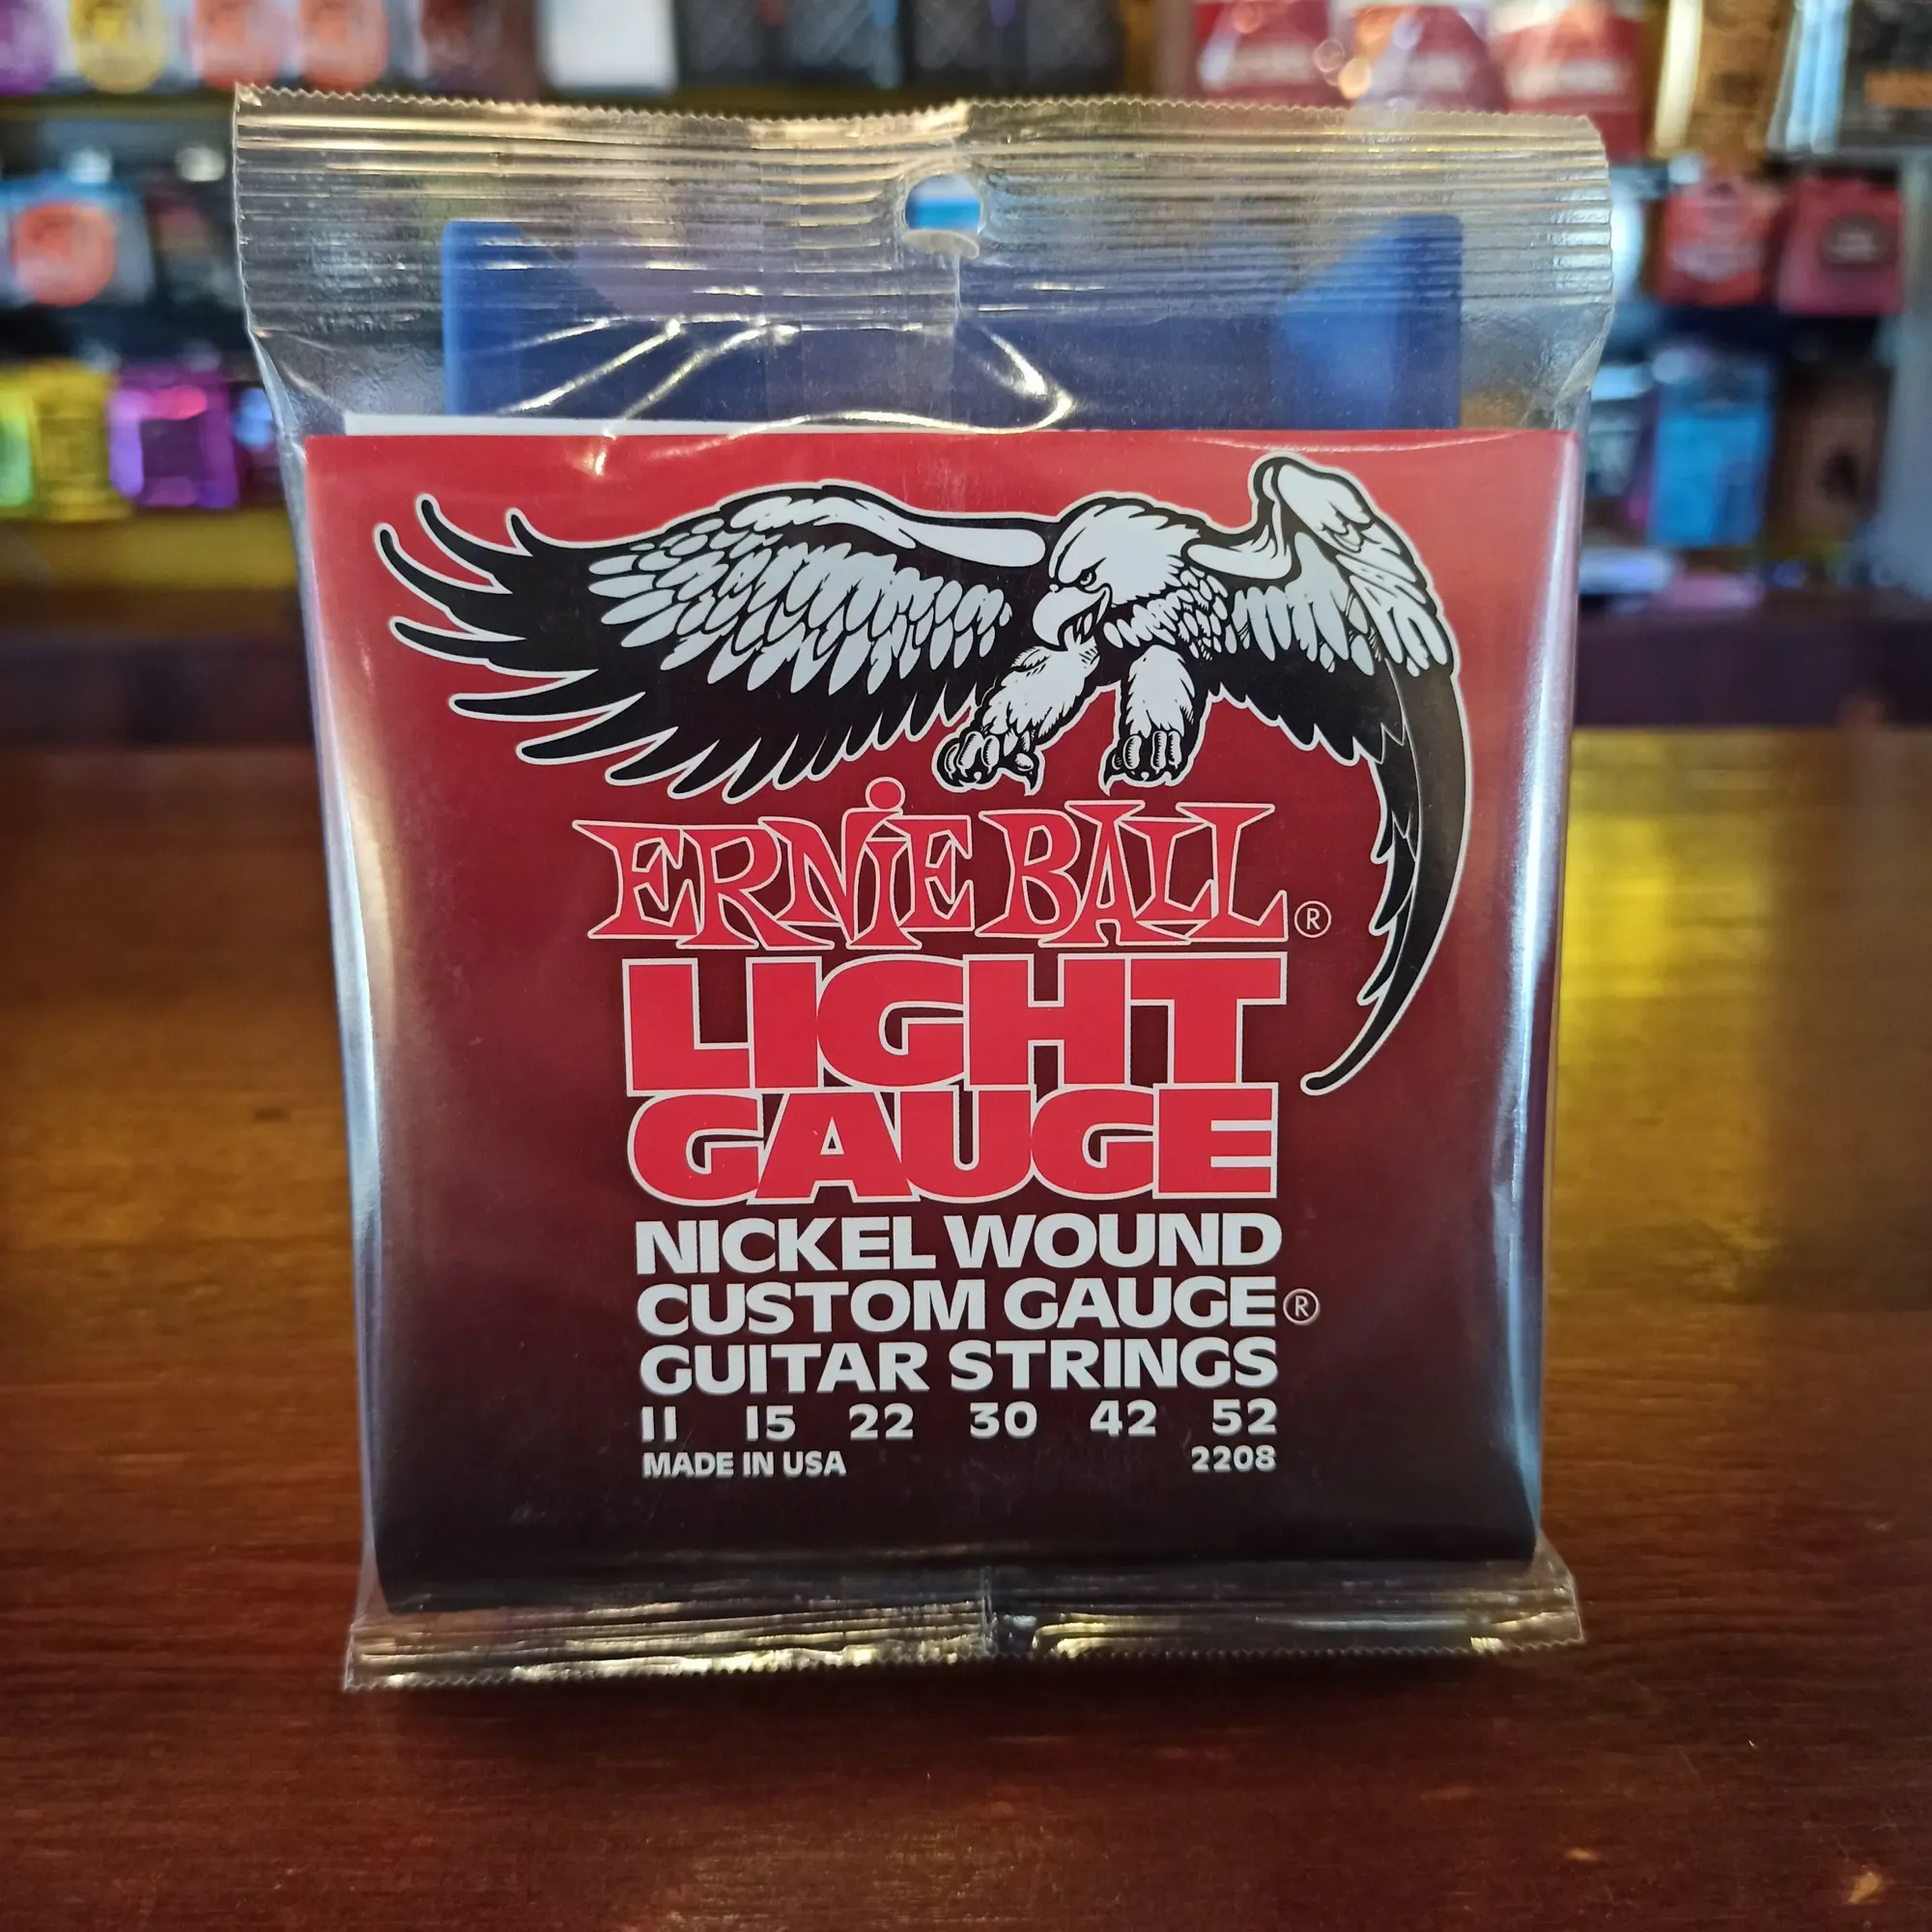 ERNiE BALL®
LIGHT
GAUGE
NICKEL WOUND
CUSTOM GAUGE®
GUITAR STRINGS
11 15 22 30 42 52
MADE IN USA 2208